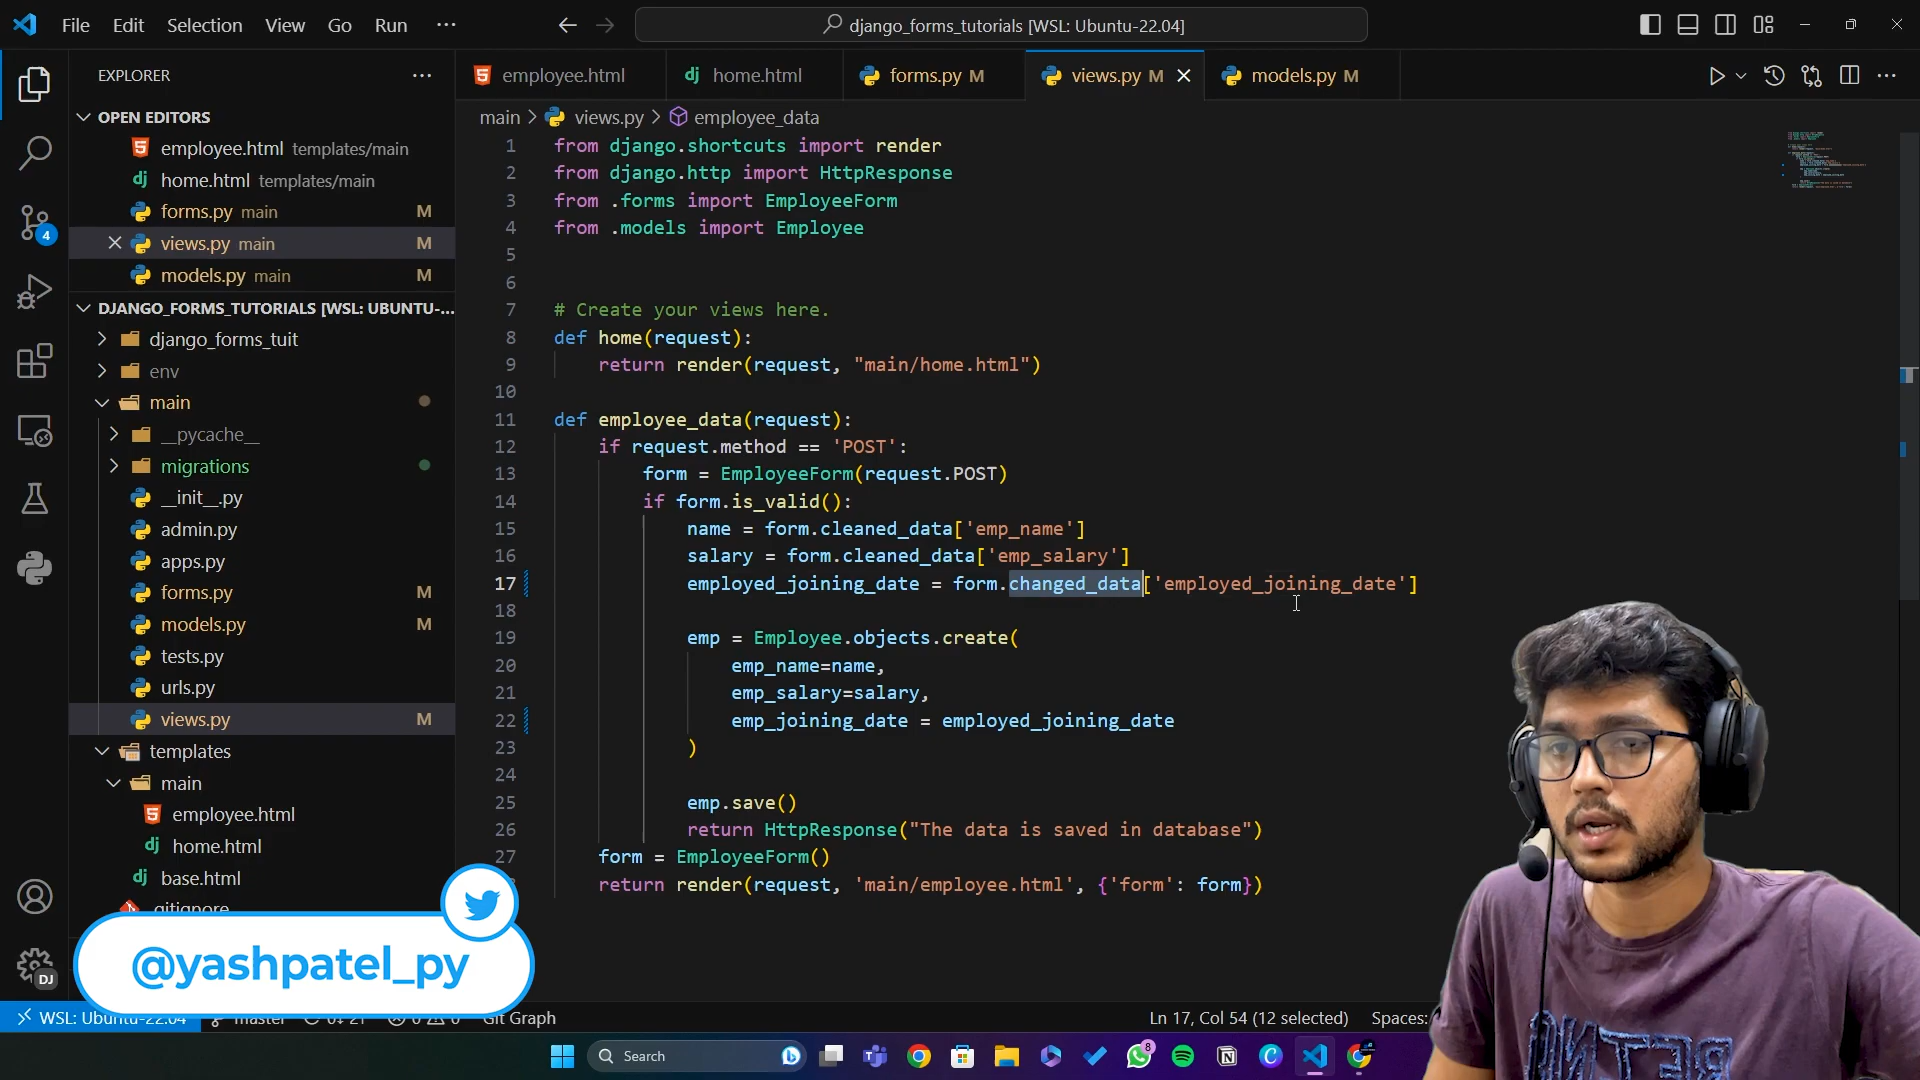 File Edit Selection View Go Run ···
django_forms_tutorials [WSL: Ubuntu-22.04]
EXPLORER ···
employee.html
home.html
forms.py M
views.py M
models.py M
OPEN EDITORS
employee.html templates/main
home.html templates/main
forms.py main M
views.py main M
models.py main M
DJANGO_FORMS_TUTORIALS [WSL: UBUNTU-...
django_forms_tuit
env
main
__pycache__
migrations
__init__.py
admin.py
apps.py
forms.py M
models.py M
tests.py
urls.py
views.py M
templates
main
employee.html
home.html
base.html
.gitignore
4
DJ
main > views.py > employee_data
1 from django.shortcuts import render
2 from django.http import HttpResponse
3 from .forms import EmployeeForm
4 from .models import Employee
5
6
7 # Create your views here.
8 def home(request):
9 return render(request, "main/home.html")
10
11 def employee_data(request):
12 if request.method == 'POST':
13 form = EmployeeForm(request.POST)
14 if form.is_valid():
15 name = form.cleaned_data['emp_name']
16 salary = form.cleaned_data['emp_salary']
17 employed_joining_date = form.changed_data['employed_joining_date']
18
19 emp = Employee.objects.create(
20 emp_name=name,
21 emp_salary=salary,
22 emp_joining_date = employed_joining_date
23 )
24
25 emp.save()
26 return HttpResponse("The data is saved in database")
27 form = EmployeeForm()
return render(request, 'main/employee.html', {'form': form})
@yashpatel_py
WSL: Ubuntu-22.04 master Git Graph
Ln 17, Col 54 (12 selected) Spaces:
Search
8